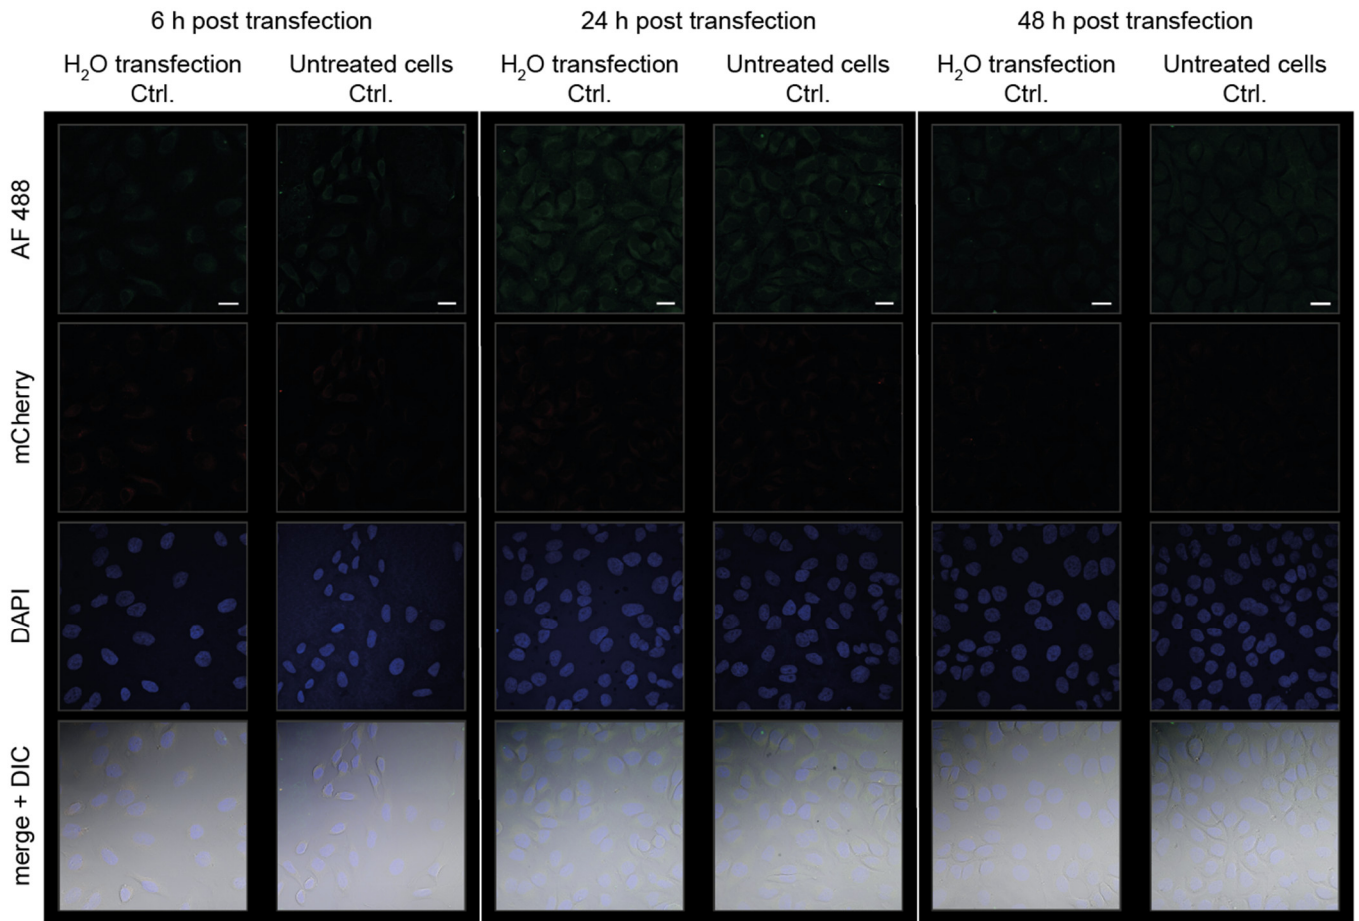 6 h post transfection
24 h post transfection
48 h post transfection
H₂O transfection
Ctrl.
Untreated cells
Ctrl.
H₂O transfection
Ctrl.
Untreated cells
Ctrl.
H₂O transfection
Ctrl.
Untreated cells
Ctrl.
AF 488
mCherry
DAPI
merge + DIC